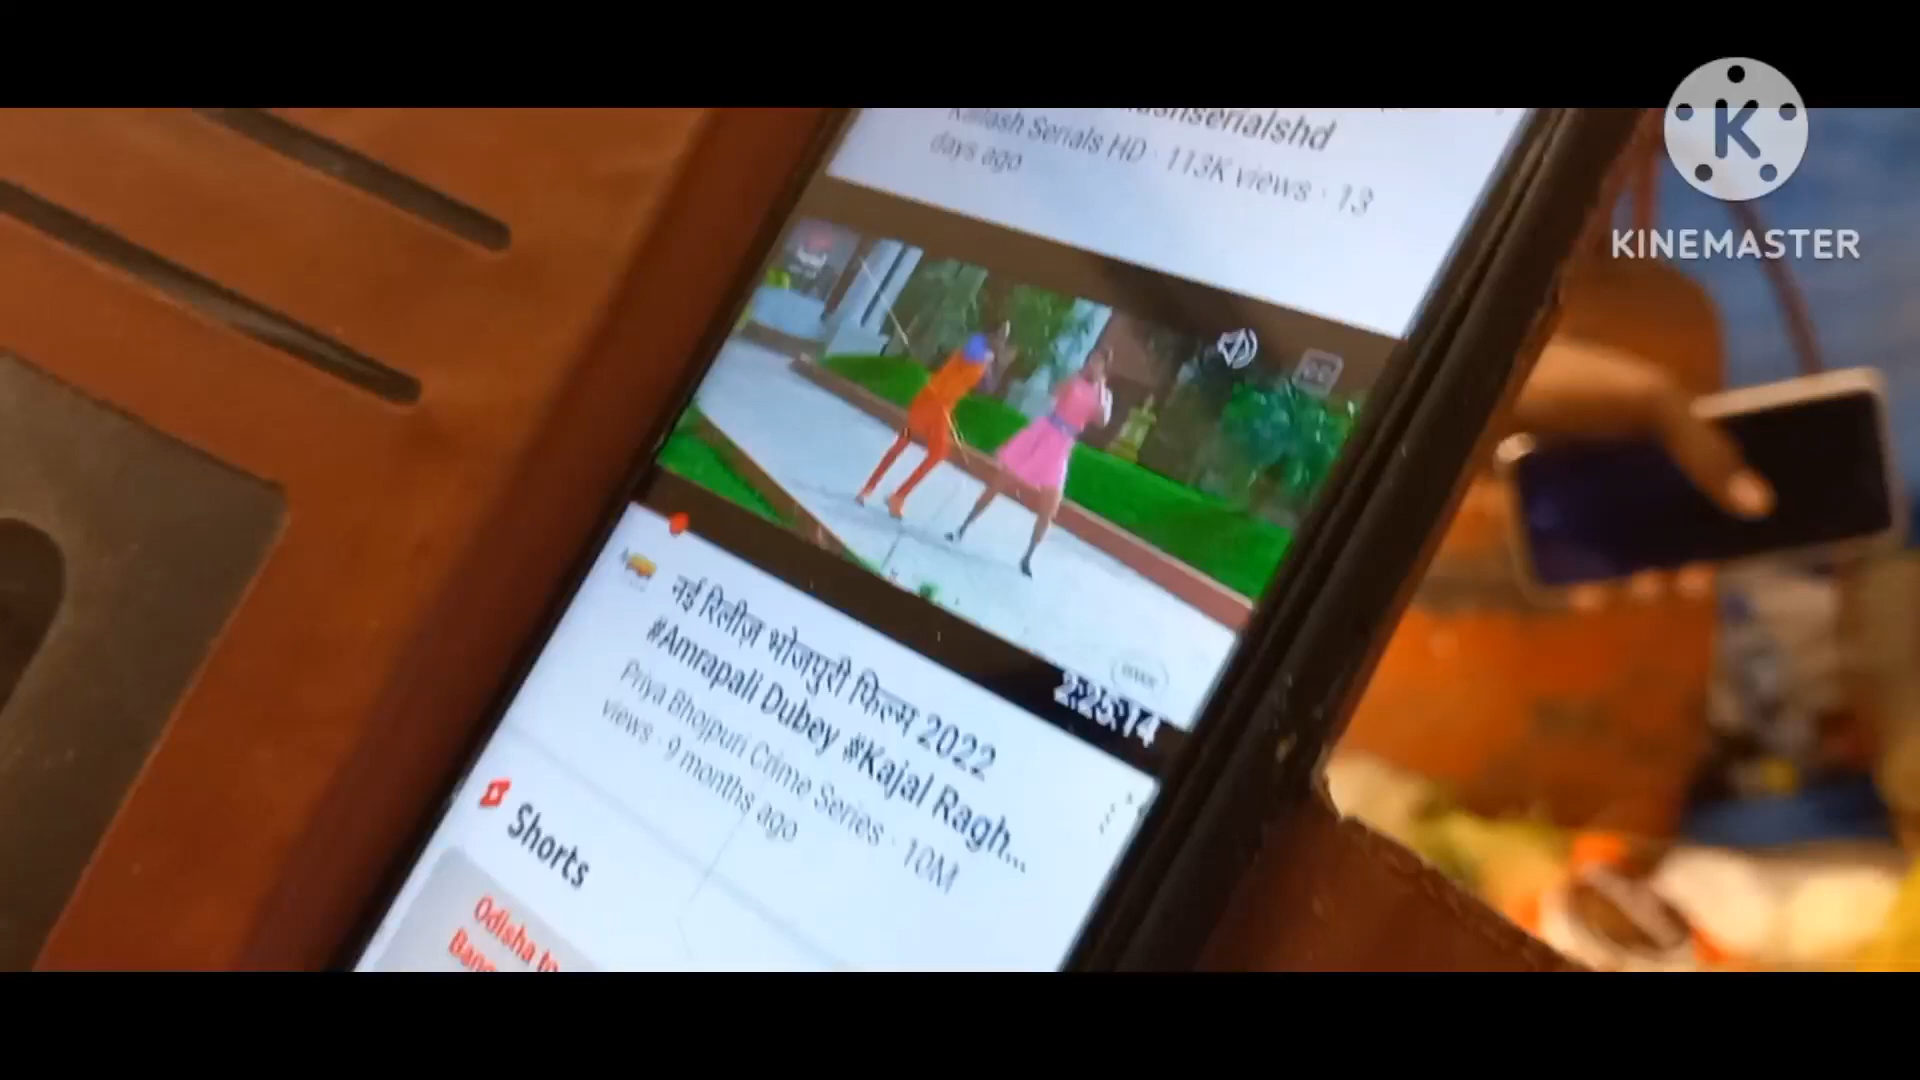 K
KINEMASTER
Kailash Serials HD · 113K views · 13
days ago
नई रिलीज़ भोजपुरी फिल्म 2022
#Amrapali Dubey #Kajal Ragh...
Priya Bhojpuri Crime Series · 10M
views · 9 months ago
Shorts
Odisha to